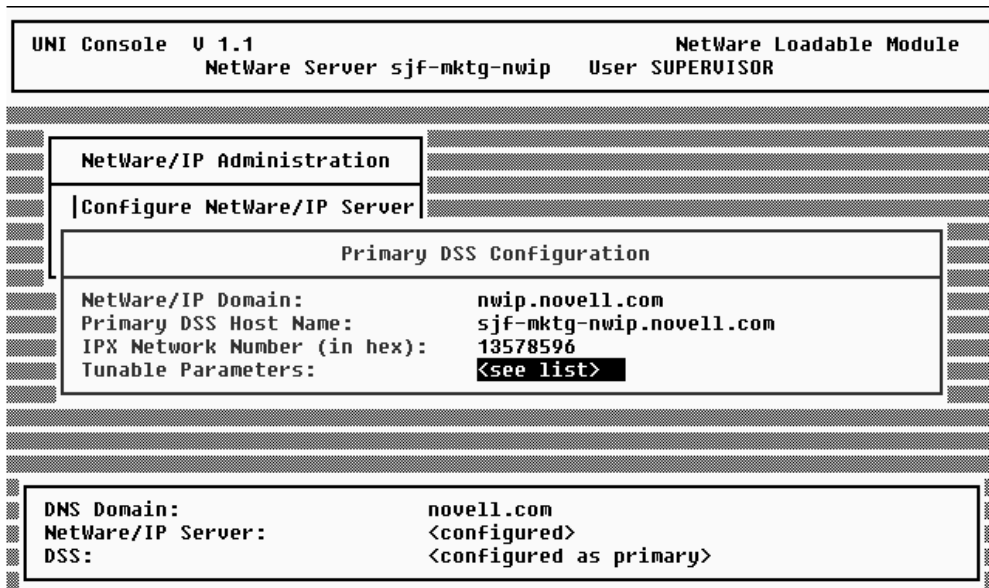 UNI Console V 1.1 NetWare Loadable Module
NetWare Server sjf-mktg-nwip User SUPERVISOR
NetWare/IP Administration
Configure NetWare/IP Server
Primary DSS Configuration
NetWare/IP Domain: nwip.novell.com
Primary DSS Host Name: sjf-mktg-nwip.novell.com
IPX Network Number (in hex): 13578596
Tunable Parameters: <see list>
DNS Domain: novell.com
NetWare/IP Server: <configured>
DSS: <configured as primary>